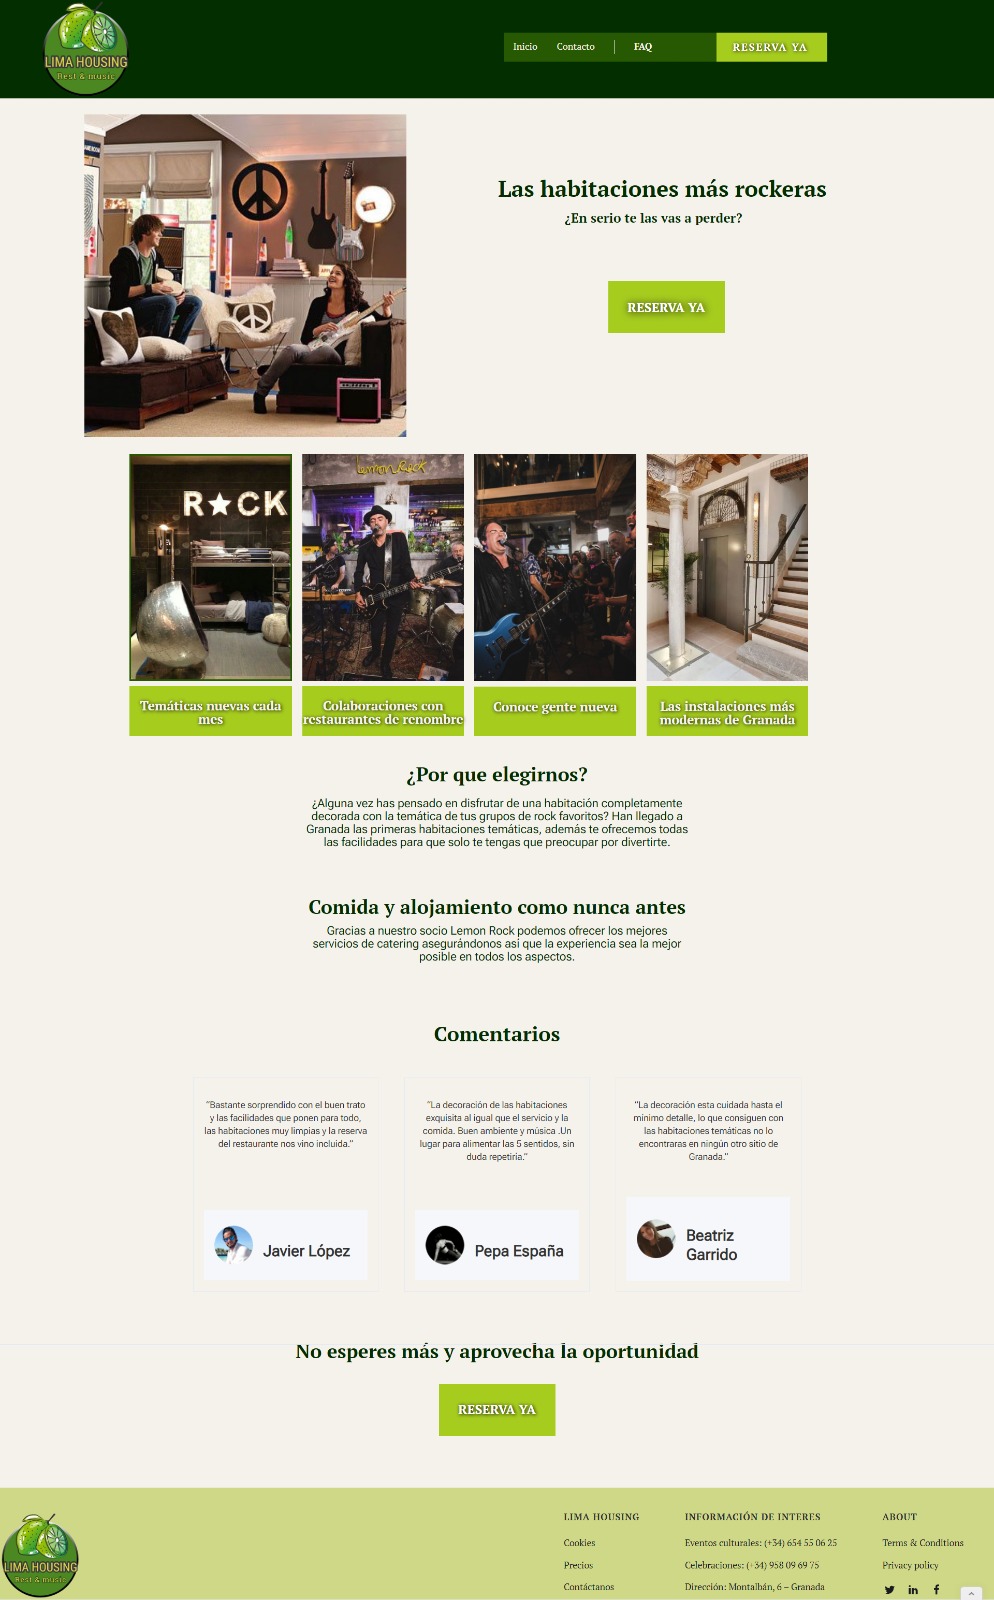 LIMA HOUSING
Rest & music
Inicio Contacto FAQ RESERVA YA
Las habitaciones más rockeras
¿En serio te las vas a perder?
RESERVA YA
R★CK
Lemon Rock
Temáticas nuevas cada
mes
Colaboraciones con
restaurantes de renombre
Conoce gente nueva
Las instalaciones más
modernas de Granada
¿Por que elegirnos?
¿Alguna vez has pensado en disfrutar de una habitación completamente
decorada con la temática de tus grupos de rock favoritos? Han llegado a
Granada las primeras habitaciones temáticas, además te ofrecemos todas
las facilidades para que solo te tengas que preocupar por divertirte.
Comida y alojamiento como nunca antes
Gracias a nuestro socio Lemon Rock podemos ofrecer los mejores
servicios de catering asegurándonos asi que la experiencia sea la mejor
posible en todos los aspectos.
Comentarios
“Bastante sorprendido con el buen trato
y las facilidades que ponen para todo,
las habitaciones muy limpias y la reserva
del restaurante nos vino incluida.”
Javier López
“La decoración de las habitaciones
exquisita al igual que el servicio y la
comida. Buen ambiente y música .Un
lugar para alimentar las 5 sentidos, sin
duda repetiría.”
Pepa España
“La decoración esta cuidada hasta el
mínimo detalle, lo que consiguen con
las habitaciones temáticas no lo
encontraras en ningún otro sitio de
Granada.”
Beatriz
Garrido
No esperes más y aprovecha la oportunidad
RESERVA YA
LIMA HOUSING
Rest & music
LIMA HOUSING
Cookies
Precios
Contáctanos
INFORMACIÓN DE INTERES
Eventos culturales: (+34) 654 55 06 25
Celebraciones: (+34) 958 09 69 75
Dirección: Montalbán, 6 – Granada
ABOUT
Terms & Conditions
Privacy policy